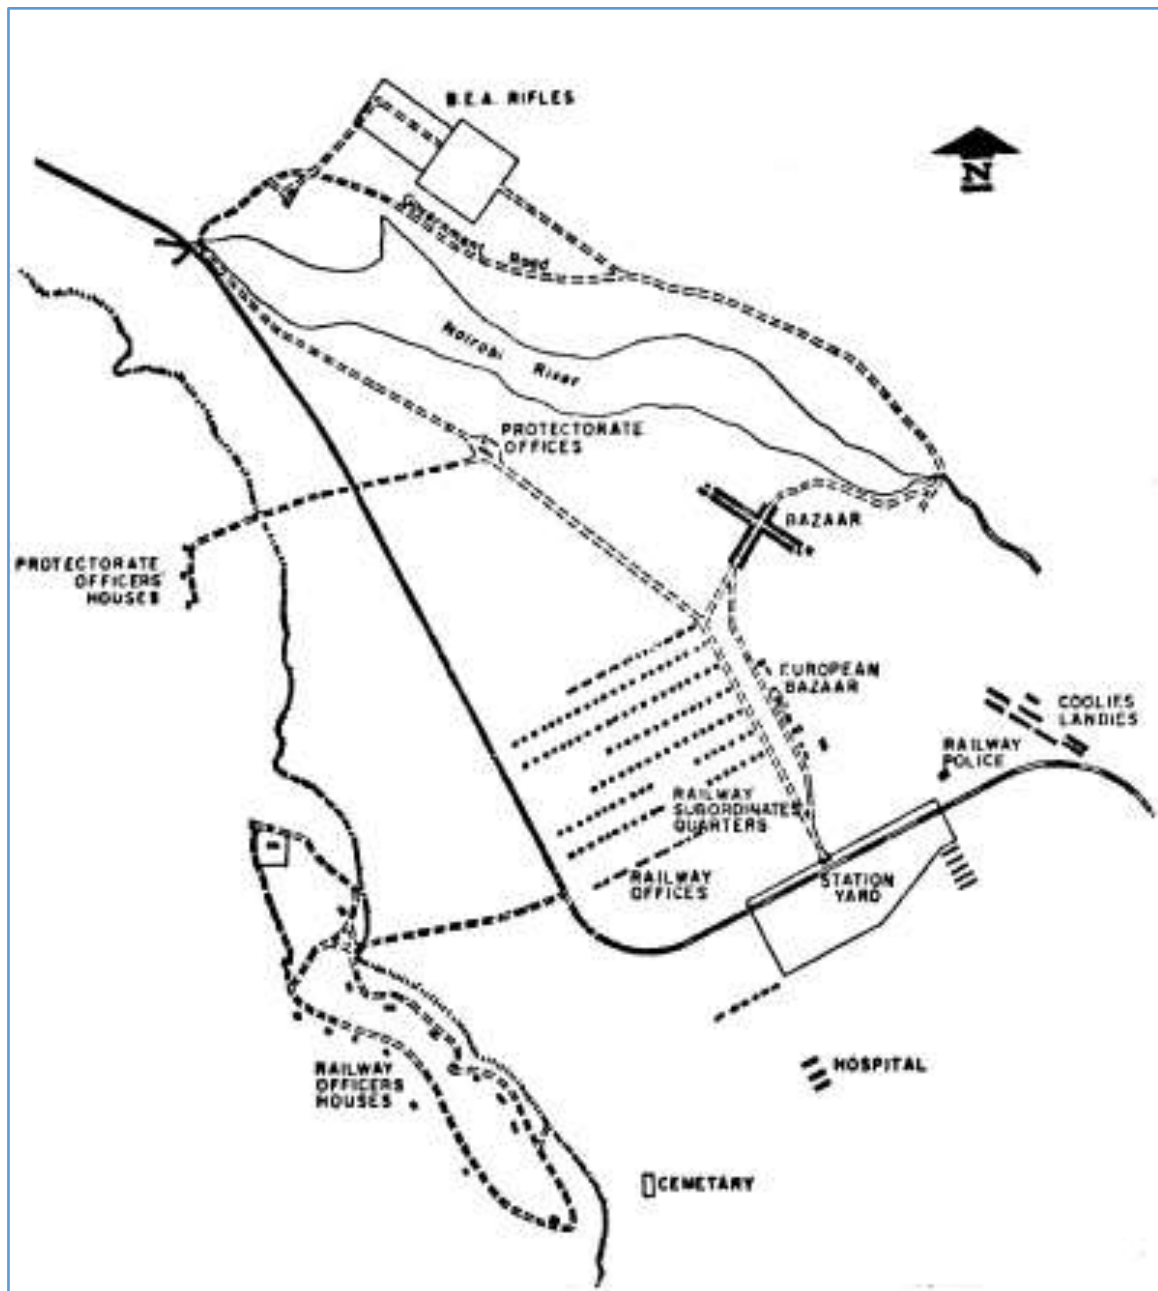 B.E.A. RIFLES
N
Government Road
Nairobi River
PROTECTORATE
OFFICES
BAZAAR
PROTECTORATE
OFFICERS
HOUSES
EUROPEAN
BAZAAR
COOLIES
LANDIES
RAILWAY
POLICE
RAILWAY
SUBORDINATES
QUARTERS
RAILWAY
OFFICES
STATION
YARD
RAILWAY
OFFICERS
HOUSES
HOSPITAL
CEMETARY